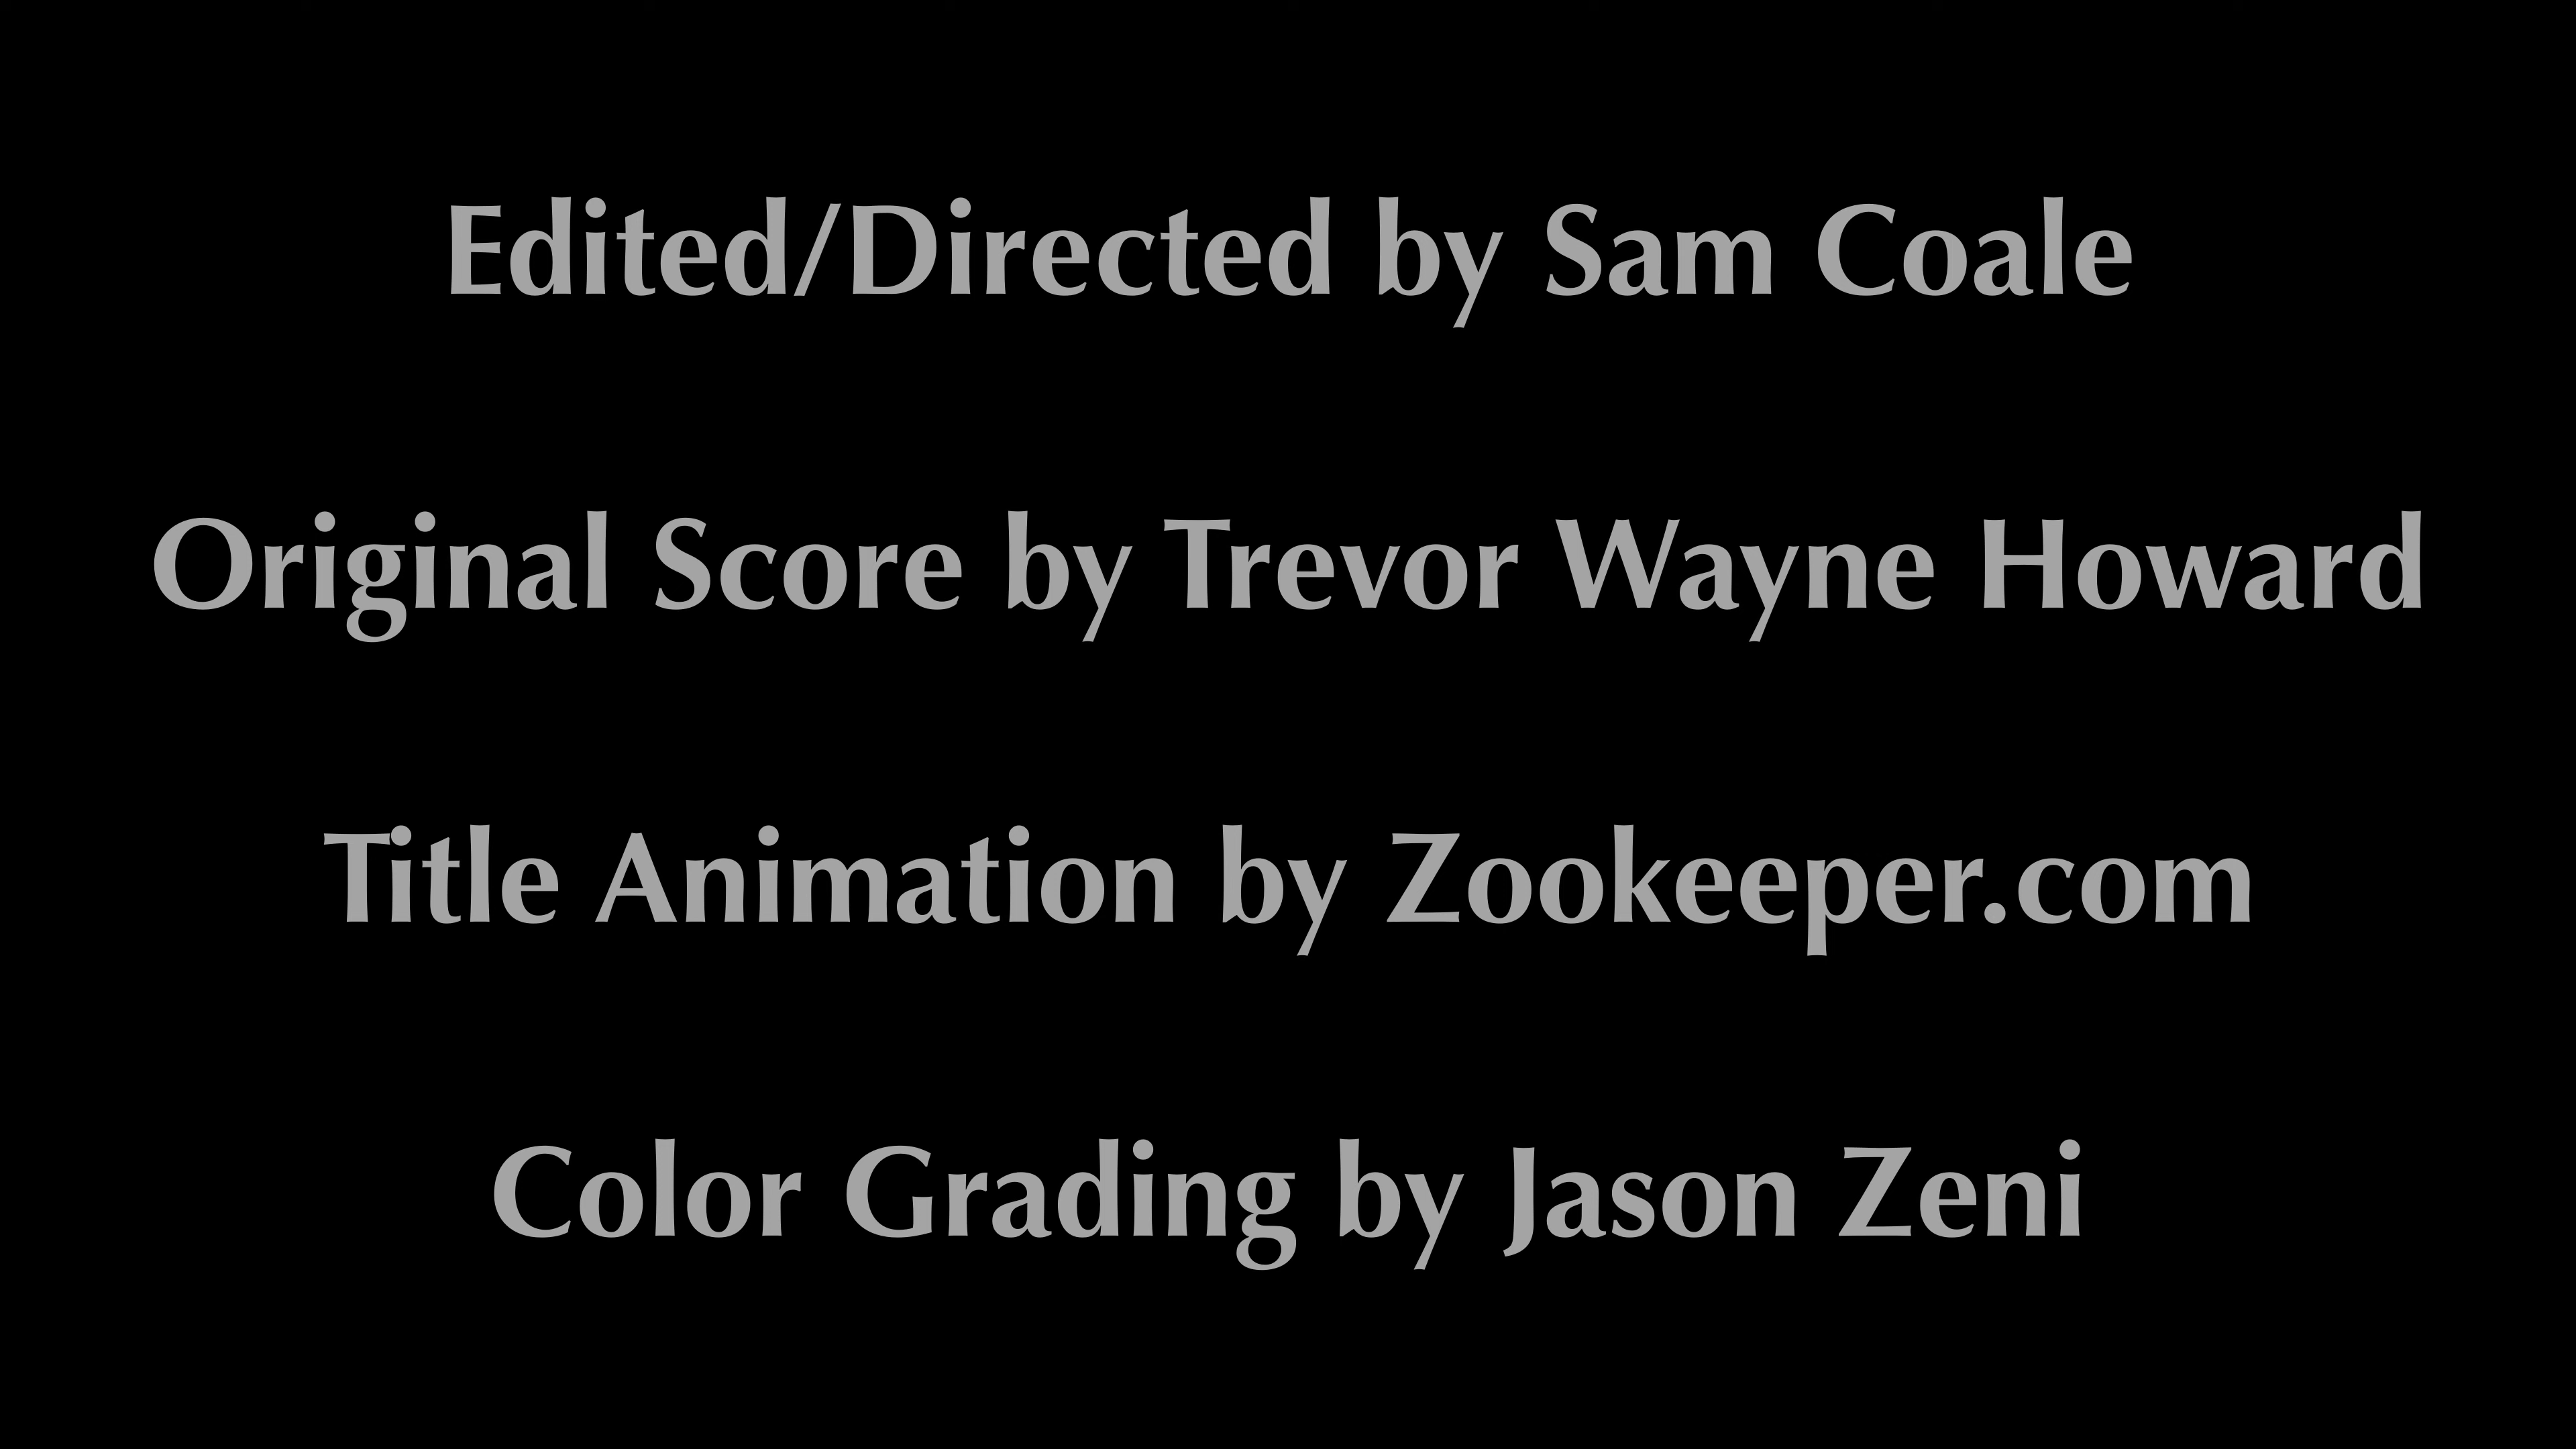 Edited/Directed by Sam Coale
Original Score by Trevor Wayne Howard
Title Animation by Zookeeper.com
Color Grading by Jason Zeni